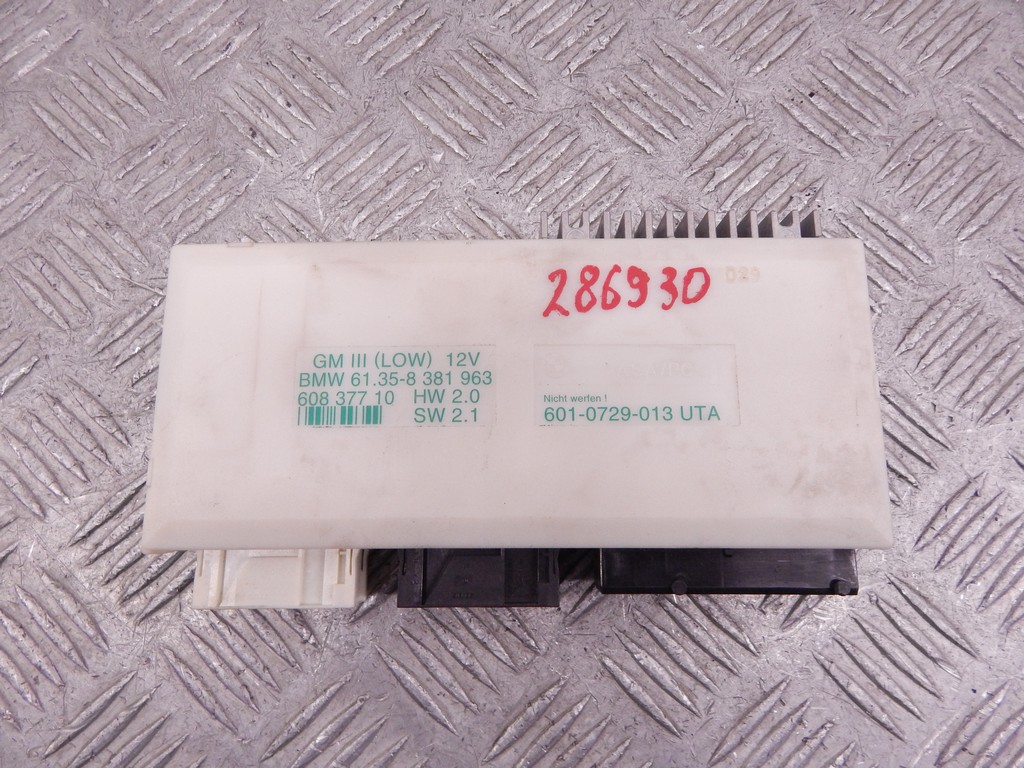 286930
029
GM III (LOW) 12V
BMW 61.35-8 381 963
608 377 10 HW 2.0
SW 2.1
Nicht werfen !
601-0729-013 UTA